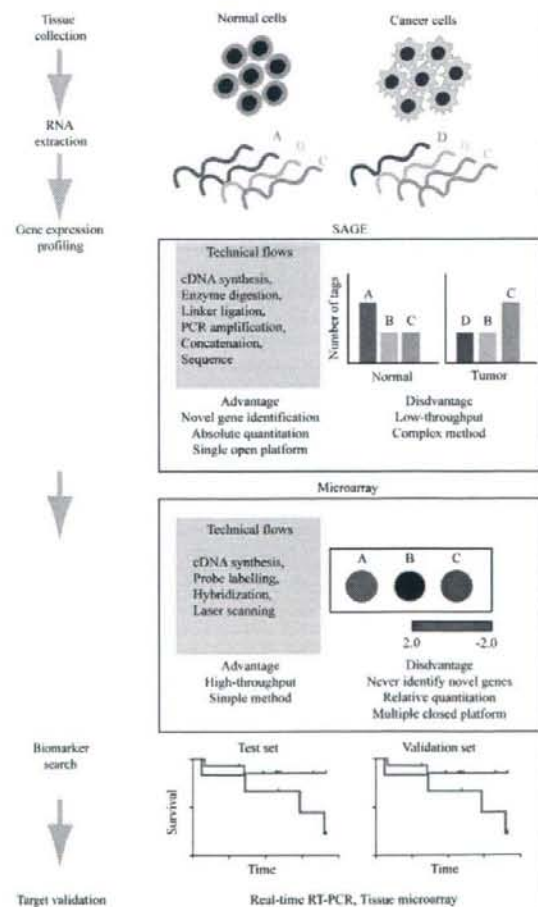 Tissue
collection
Normal cells
Cancer cells
RNA
extraction
A
B
C
D
B
C
Gene expression
profiling
SAGE
Technical flows
cDNA synthesis,
Enzyme digestion,
Linker ligation,
PCR amplification,
Concatenation,
Sequence
Number of tags
A
B
C
Normal
D
B
C
Tumor
Advantage
Novel gene identification
Absolute quantitation
Single open platform
Disdvantage
Low-throughput
Complex method
Microarray
Technical flows
cDNA synthesis,
Probe labelling,
Hybridization,
Laser scanning
A
B
C
2.0
-2.0
Advantage
High-throughput
Simple method
Disdvantage
Never identify novel genes
Relative quantitation
Multiple closed platform
Biomarker
search
Test set
Validation set
Survival
Time
Time
Target validation
Real-time RT-PCR, Tissue microarray